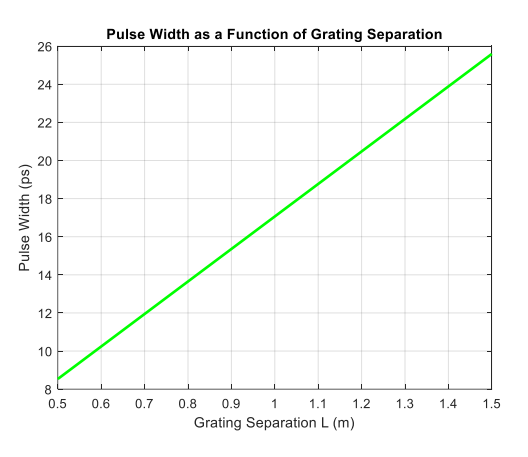 Pulse Width as a Function of Grating Separation
26
24
22
20
18
16
14
12
10
8
Pulse Width (ps)
0.5 0.6 0.7 0.8 0.9 1 1.1 1.2 1.3 1.4 1.5
Grating Separation L (m)